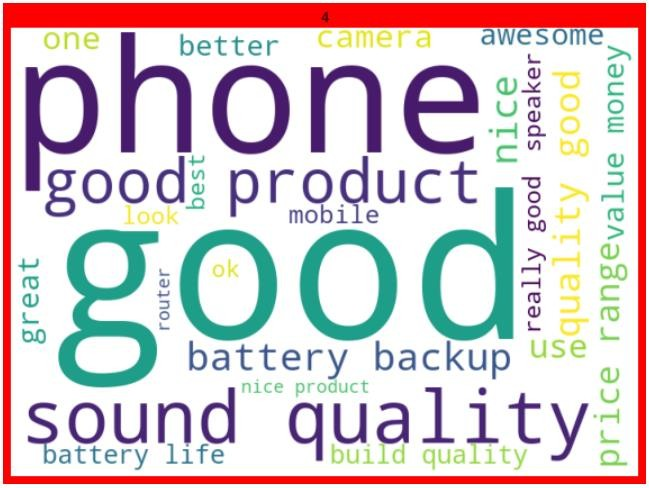 4
one
better
camera
awesome
phone
nice
speaker
good product
best
look
mobile
really good
quality good
value money
price range
good
great
router
ok
battery backup
use
nice product
sound quality
battery life
build quality